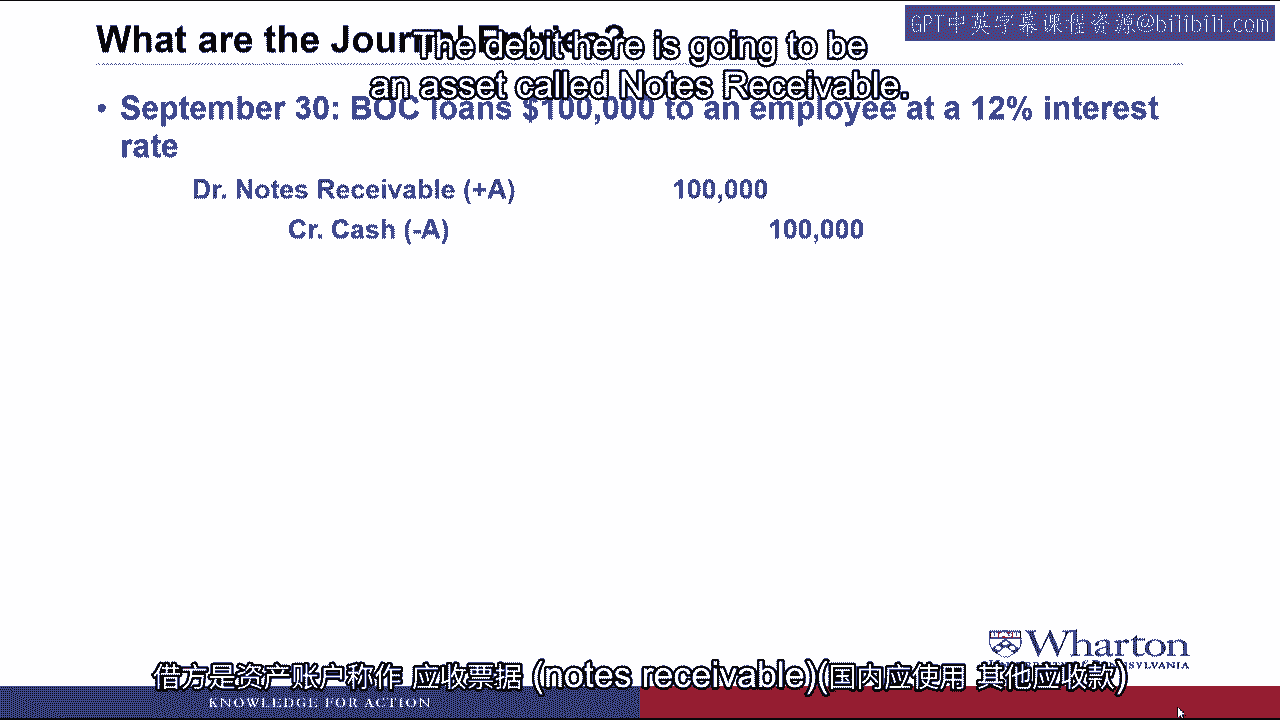 What are the Journal Entries?
GPT中英字幕课程资源@bilibili.com
The debit here is going to be
an asset called Notes Receivable.
• September 30: BOC loans $100,000 to an employee at a 12% interest
rate
Dr. Notes Receivable (+A) 100,000
Cr. Cash (-A) 100,000
Wharton
借方是资产账户称作 应收票据 (notes receivable)(国内应使用 其他应收款)
KNOWLEDGE FOR ACTION